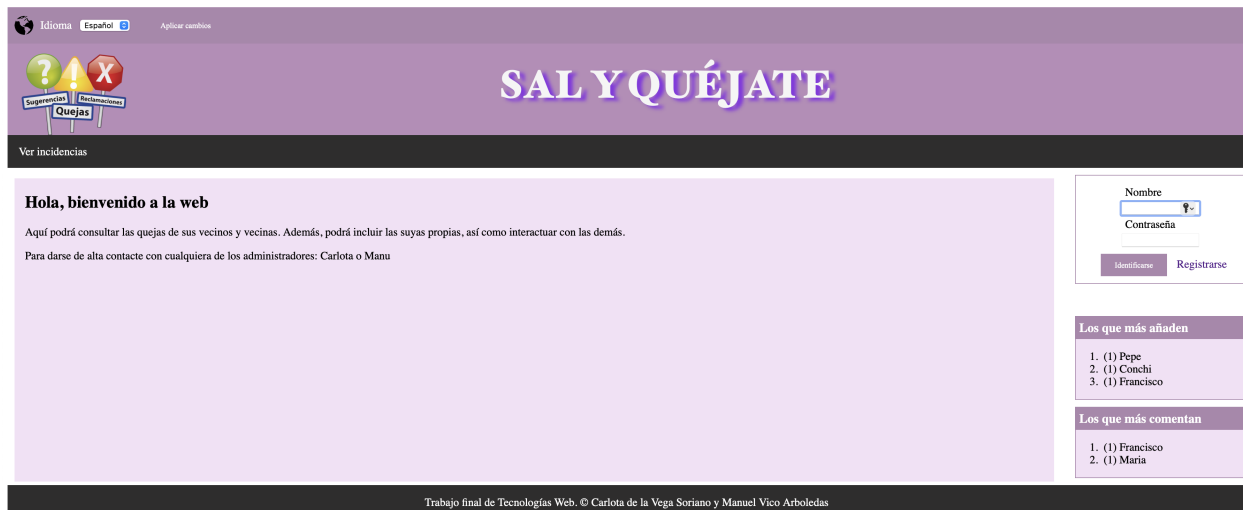 Idioma Español Aplicar cambios
? ! X
Sugerencias Reclamaciones
Quejas
SAL Y QUÉJATE
Ver incidencias
Hola, bienvenido a la web
Aquí podrá consultar las quejas de sus vecinos y vecinas. Además, podrá incluir las suyas propias, así como interactuar con las demás.
Para darse de alta contacte con cualquiera de los administradores: Carlota o Manu
Nombre
Contraseña
Identificarse Registrarse
Los que más añaden
1. (1) Pepe
2. (1) Conchi
3. (1) Francisco
Los que más comentan
1. (1) Francisco
2. (1) Maria
Trabajo final de Tecnologías Web. © Carlota de la Vega Soriano y Manuel Vico Arboledas